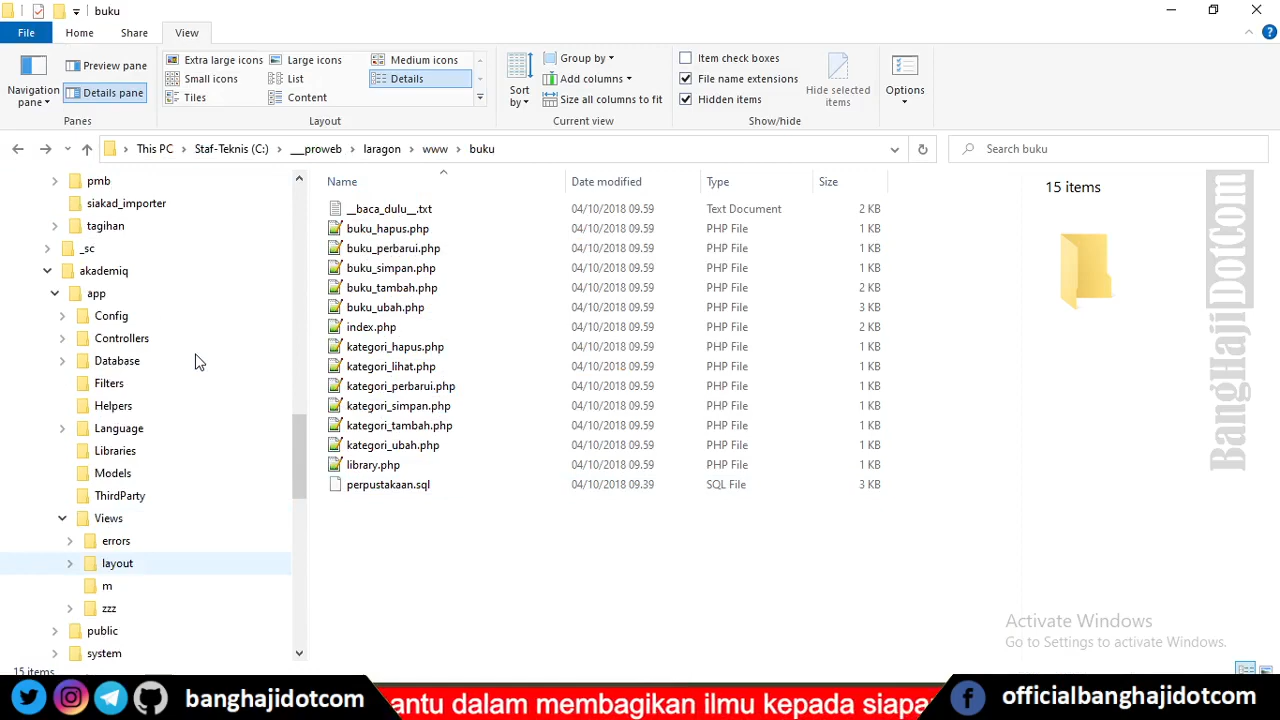 buku
File Home Share View
Navigation pane
Preview pane
Details pane
Panes
Extra large icons Large icons Medium icons
Small icons List Details
Tiles Content
Layout
Sort by
Group by
Add columns
Size all columns to fit
Current view
Item check boxes
File name extensions
Hidden items
Hide selected items
Show/hide
Options
This PC Staf-Teknis (C:) ___proweb laragon www buku
Search buku
pmb
siakad_importer
tagihan
_sc
akademiq
app
Config
Controllers
Database
Filters
Helpers
Language
Libraries
Models
ThirdParty
Views
errors
layout
m
zzz
public
system
Name Date modified Type Size
__baca_dulu__.txt 04/10/2018 09.59 Text Document 2 KB
buku_hapus.php 04/10/2018 09.59 PHP File 1 KB
buku_perbarui.php 04/10/2018 09.59 PHP File 1 KB
buku_simpan.php 04/10/2018 09.59 PHP File 1 KB
buku_tambah.php 04/10/2018 09.59 PHP File 2 KB
buku_ubah.php 04/10/2018 09.59 PHP File 3 KB
index.php 04/10/2018 09.59 PHP File 2 KB
kategori_hapus.php 04/10/2018 09.59 PHP File 1 KB
kategori_lihat.php 04/10/2018 09.59 PHP File 1 KB
kategori_perbarui.php 04/10/2018 09.59 PHP File 1 KB
kategori_simpan.php 04/10/2018 09.59 PHP File 1 KB
kategori_tambah.php 04/10/2018 09.59 PHP File 1 KB
kategori_ubah.php 04/10/2018 09.59 PHP File 1 KB
library.php 04/10/2018 09.59 PHP File 1 KB
perpustakaan.sql 04/10/2018 09.39 SQL File 3 KB
15 items
BangHajiDotCom
Activate Windows
Go to Settings to activate Windows.
15 items
banghajidotcom
antu dalam membagikan ilmu kepada siapa
officialbanghajidotcom